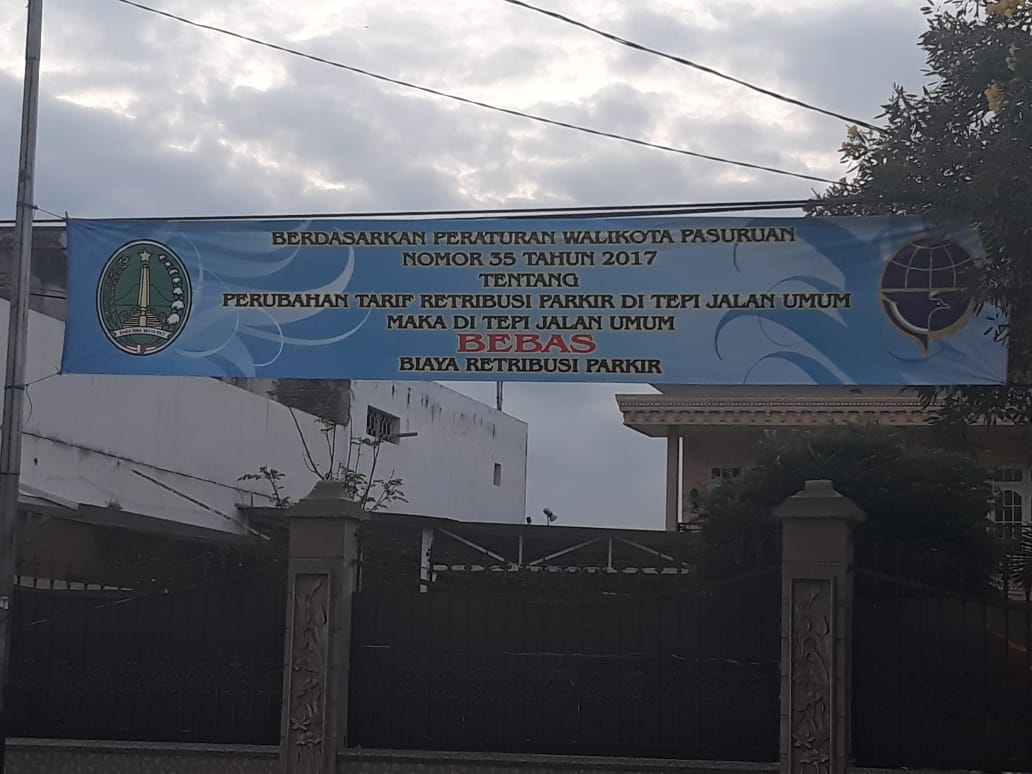 BERDASARKAN PERATURAN WALIKOTA PASURUAN
NOMOR 35 TAHUN 2017
TENTANG
PERUBAHAN TARIF RETRIBUSI PARKIR DI TEPI JALAN UMUM
MAKA DI TEPI JALAN UMUM
BEBAS
BIAYA RETRIBUSI PARKIR